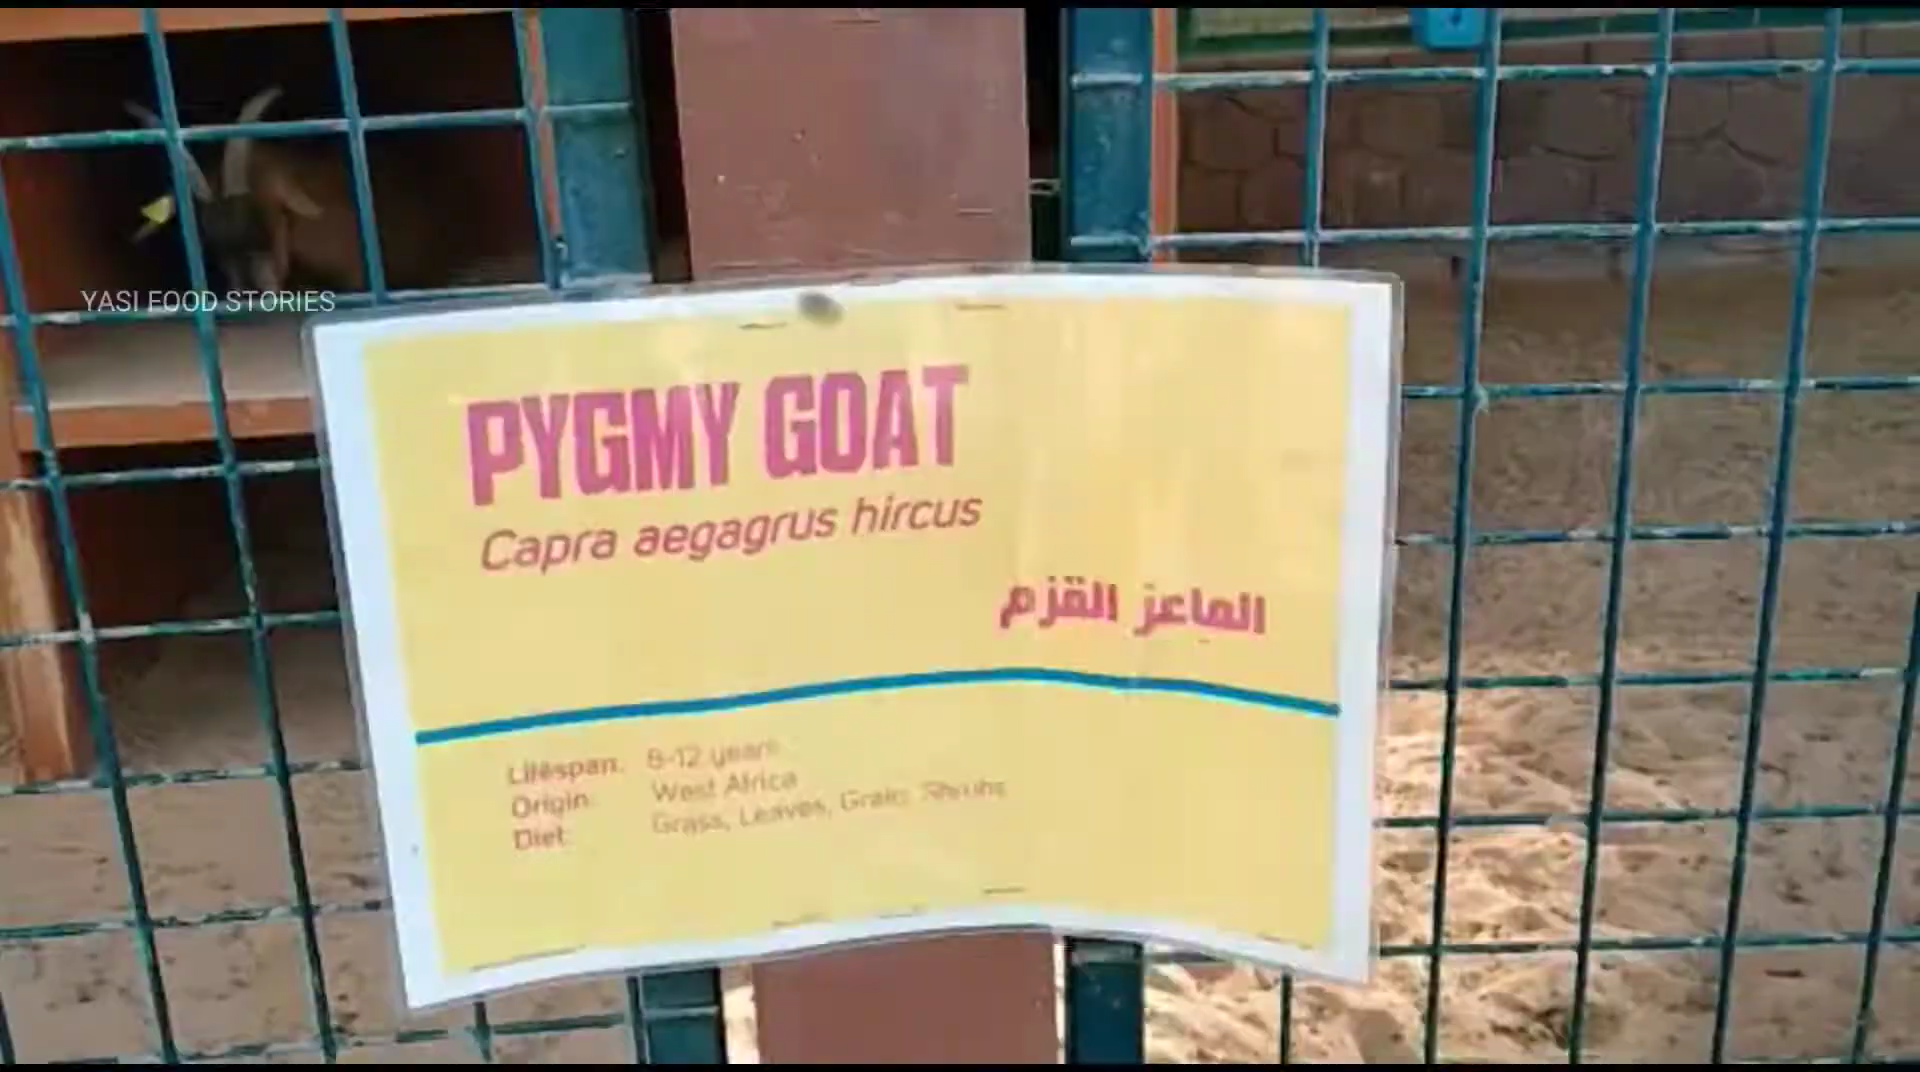 YASI FOOD STORIES
PYGMY GOAT
Capra aegagrus hircus
الماعز القزم
Lifespan: 8-12 years
Origin: West Africa
Diet: Grass, Leaves, Grain, Shrubs